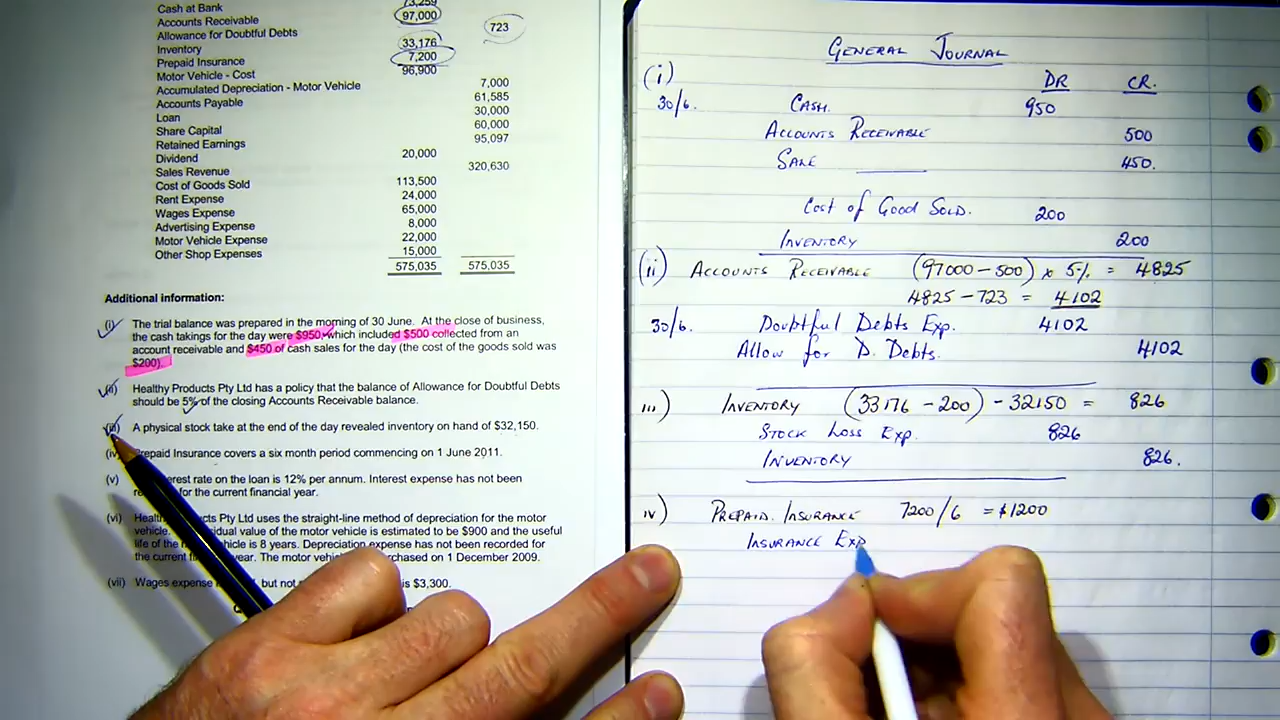 Cash at Bank 73,259
Accounts Receivable 97,000
Allowance for Doubtful Debts 723
Inventory 33,176
Prepaid Insurance 7,200
Motor Vehicle - Cost 96,900
Accumulated Depreciation - Motor Vehicle 7,000
Accounts Payable 61,585
Loan 30,000
Share Capital 60,000
Retained Earnings 95,097
Dividend 20,000
Sales Revenue 320,630
Cost of Goods Sold 113,500
Rent Expense 24,000
Wages Expense 65,000
Advertising Expense 8,000
Motor Vehicle Expense 22,000
Other Shop Expenses 15,000
575,035 575,035
Additional information:
(i) The trial balance was prepared in the morning of 30 June. At the close of business,
the cash takings for the day were $950 which included $500 collected from an
account receivable and $450 of cash sales for the day (the cost of the goods sold was
$200).
(ii) Healthy Products Pty Ltd has a policy that the balance of Allowance for Doubtful Debts
should be 5% of the closing Accounts Receivable balance.
(iii) A physical stock take at the end of the day revealed inventory on hand of $32,150.
(iv) Prepaid Insurance covers a six month period commencing on 1 June 2011.
(v) erest rate on the loan is 12% per annum. Interest expense has not been
re for the current financial year.
(vi) Health cts Pty Ltd uses the straight-line method of depreciation for the motor
vehicle. idual value of the motor vehicle is estimated to be $900 and the useful
life of the hicle is 8 years. Depreciation expense has not been recorded for
the current f year. The motor vehic rchased on 1 December 2009.
(vii) Wages expense but not is $3,300.
GENERAL JOURNAL
(i) DR CR.
30/6. CASH. 950
ACCOUNTS RECEIVABLE 500
SALE 450.
Cost of Good Sold. 200
INVENTORY 200
(ii) ACCOUNTS RECEIVABLE (97000 - 500) x 5% = 4825
4825 - 723 = 4102
30/6. Doubtful Debts Exp. 4102
Allow for D. Debts. 4102
iii) INVENTORY (33176 - 200) - 32150 = 826
STOCK LOSS EXP. 826
INVENTORY 826.
iv) PREPAID. INSURANCE 7200/6 = $1200
INSURANCE EXP